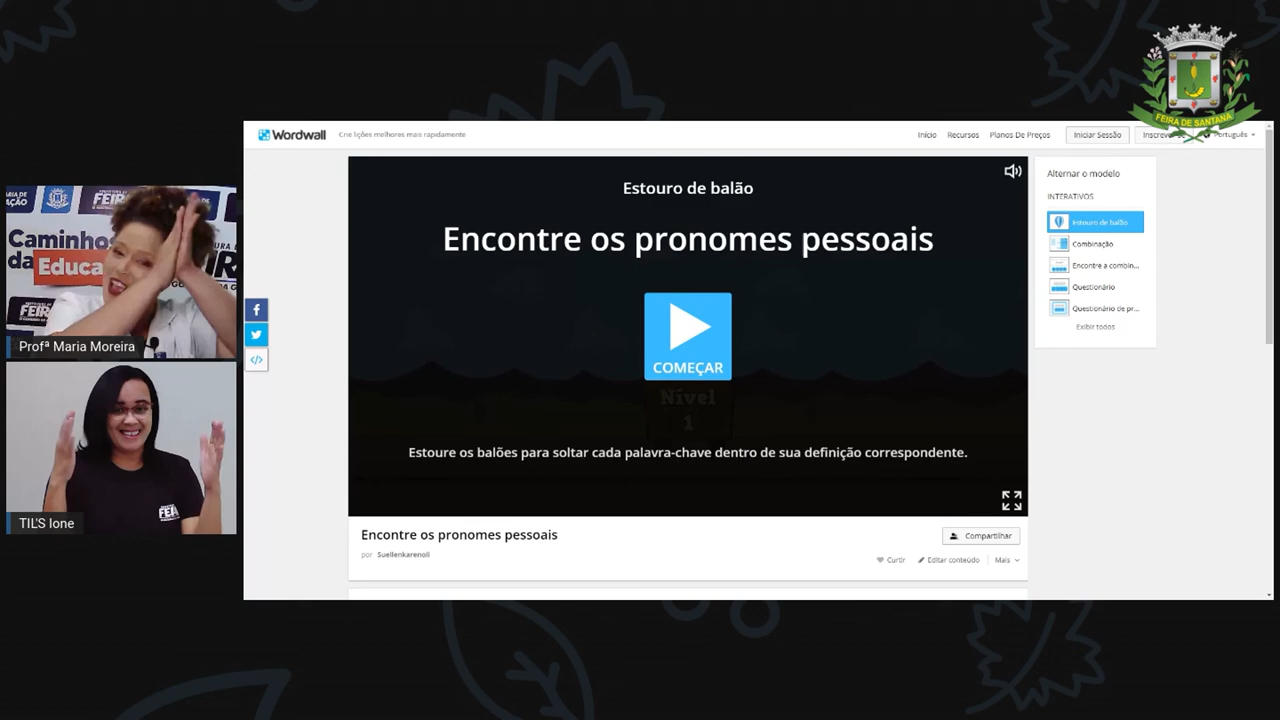 FEIRA DE SANTANA
Wordwall
Crie lições melhores mais rapidamente
Início
Recursos
Planos De Preços
Iniciar Sessão
Português
Estouro de balão
Encontre os pronomes pessoais
COMEÇAR
Nível
1
Estoure os balões para soltar cada palavra-chave dentro de sua definição correspondente.
Alternar o modelo
INTERATIVOS
Estouro de balão
Combinação
Encontre a combin...
Questionário
Questionário de pr...
Exibir todos
Encontre os pronomes pessoais
por Suellenkarenoli
Compartilhar
Curtir
Editar conteúdo
Mais
Caminhos
da Educa
Profª Maria Moreira
FEI
TIL'S Ione